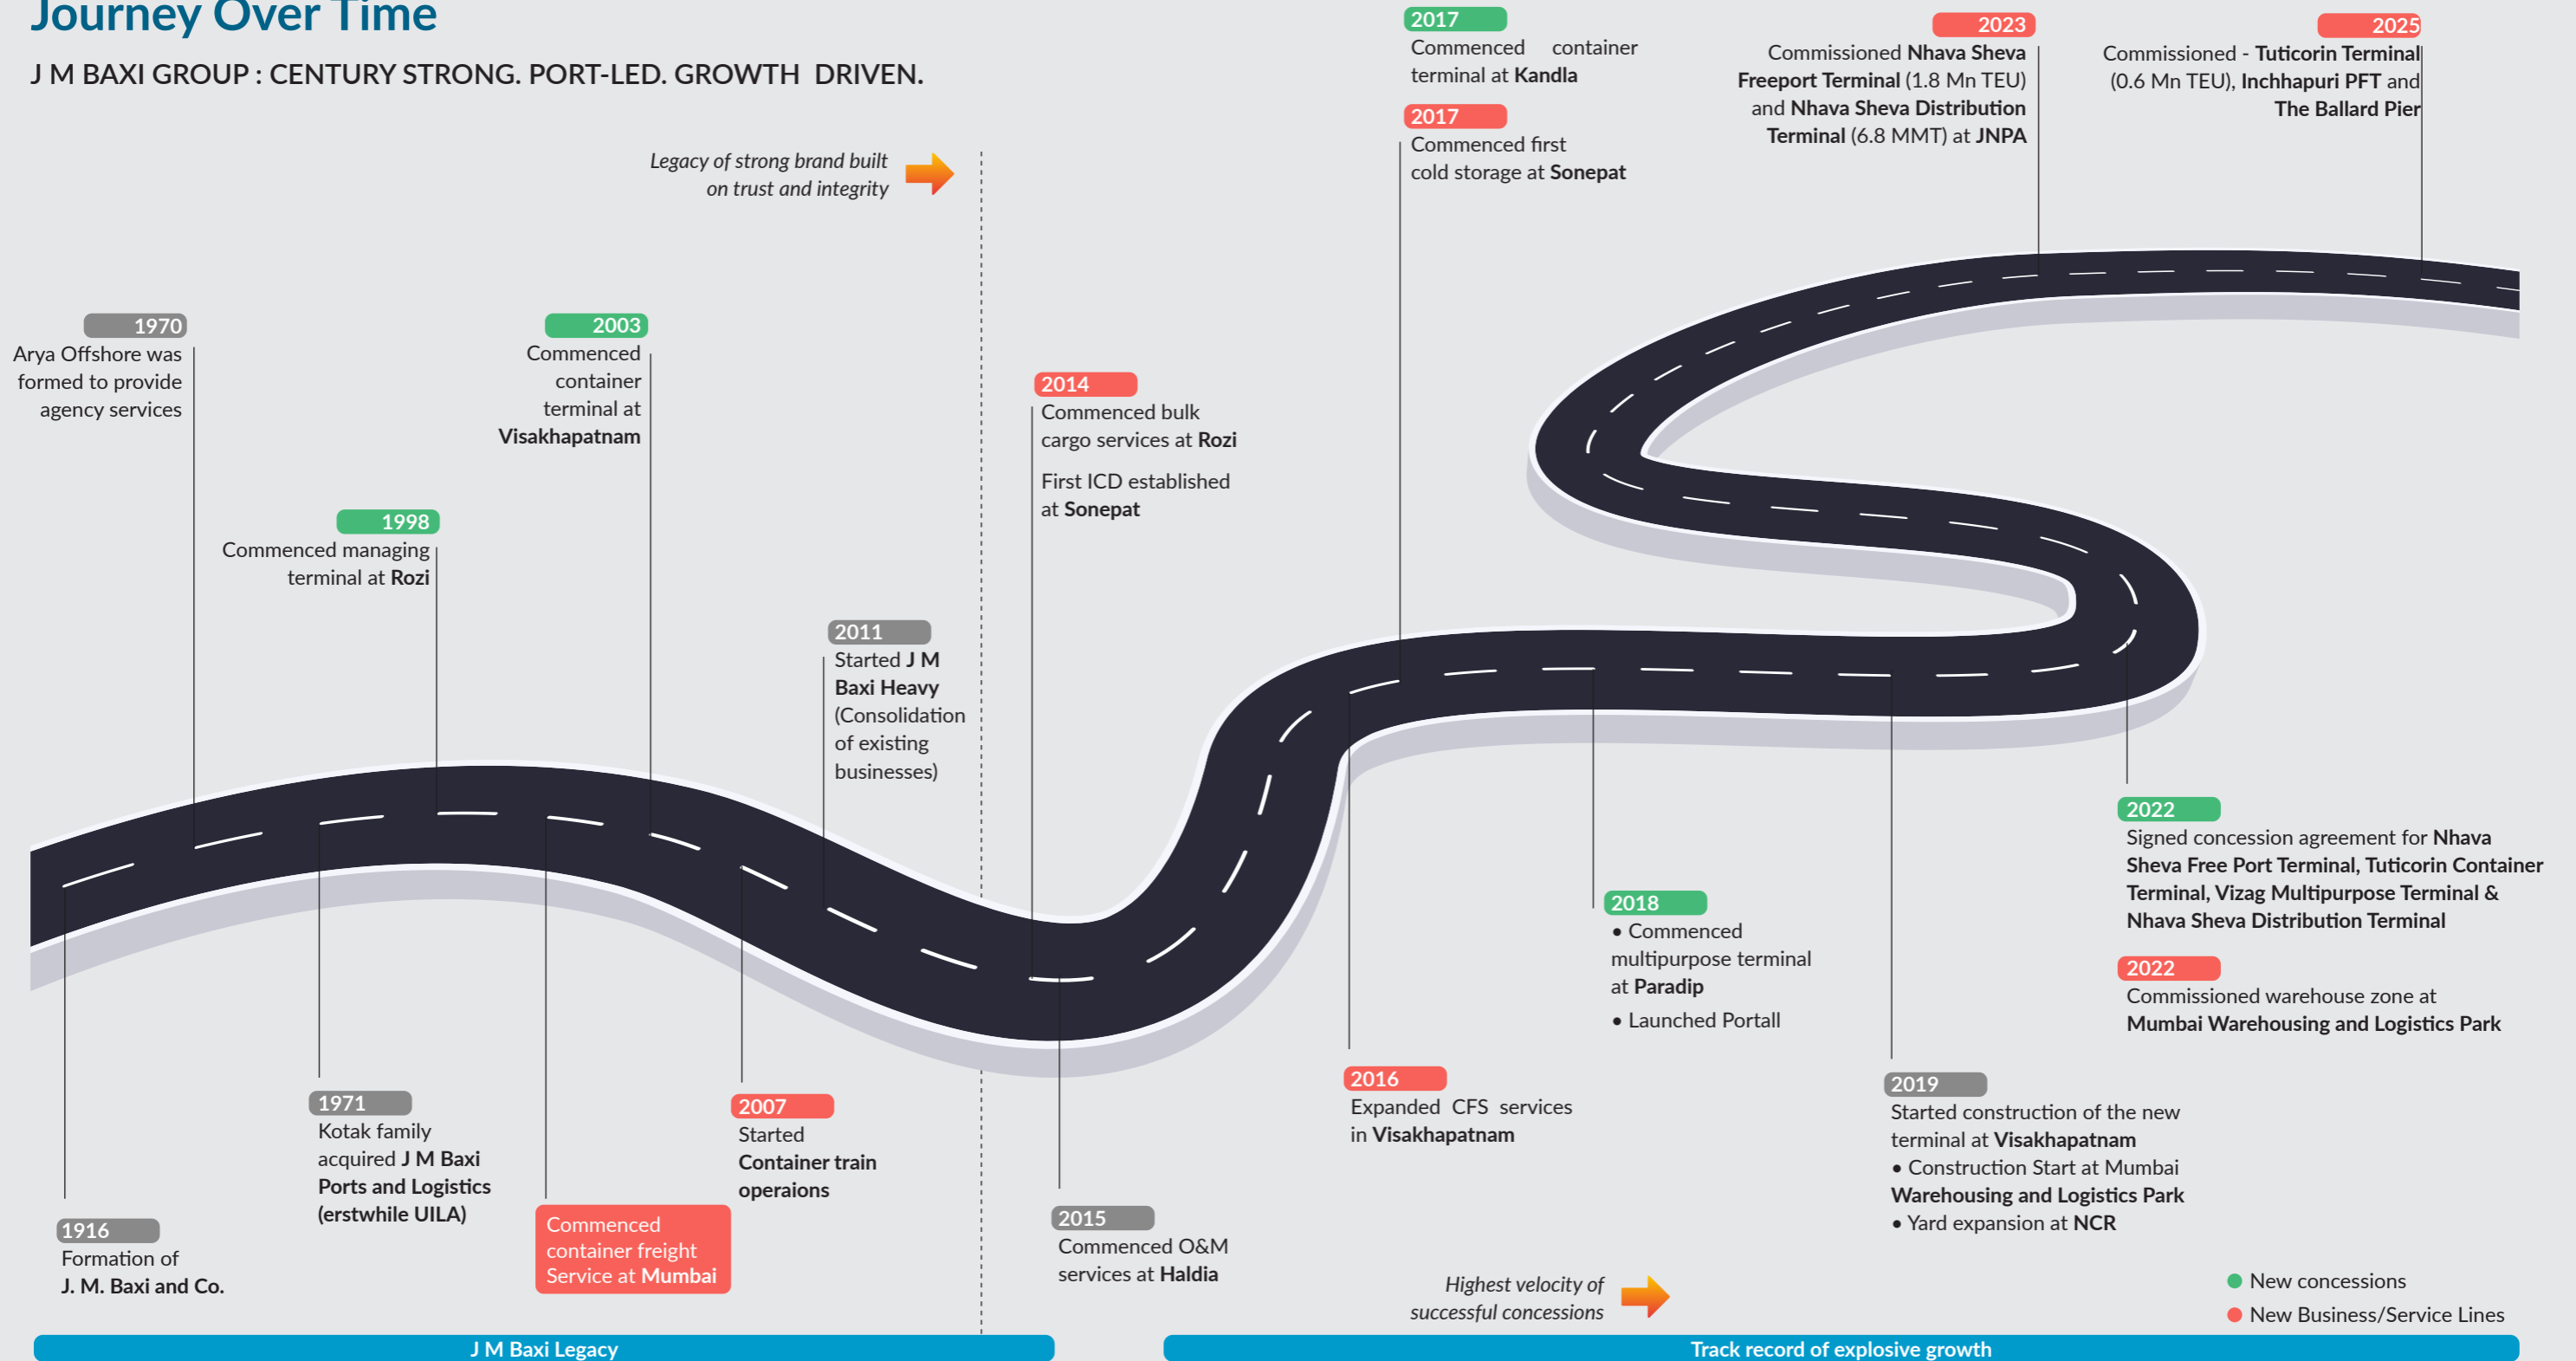 Journey Over Time
J M BAXI GROUP : CENTURY STRONG. PORT-LED. GROWTH DRIVEN.
Legacy of strong brand built
on trust and integrity
1970
Arya Offshore was
formed to provide
agency services
1998
Commenced managing
terminal at Rozi
2003
Commenced
container
terminal at
Visakhapatnam
2011
Started J M
Baxi Heavy
(Consolidation
of existing
businesses)
2014
Commenced bulk
cargo services at Rozi
First ICD established
at Sonepat
2017
Commenced container
terminal at Kandla
2017
Commenced first
cold storage at Sonepat
2023
Commissioned Nhava Sheva
Freeport Terminal (1.8 Mn TEU)
and Nhava Sheva Distribution
Terminal (6.8 MMT) at JNPA
2025
Commissioned - Tuticorin Terminal
(0.6 Mn TEU), Inchhapuri PFT and
The Ballard Pier
1916
Formation of
J. M. Baxi and Co.
1971
Kotak family
acquired J M Baxi
Ports and Logistics
(erstwhile UILA)
Commenced
container freight
Service at Mumbai
2007
Started
Container train
operaions
2015
Commenced O&M
services at Haldia
2016
Expanded CFS services
in Visakhapatnam
2018
• Commenced
multipurpose terminal
at Paradip
• Launched Portall
2019
Started construction of the new
terminal at Visakhapatnam
• Construction Start at Mumbai
Warehousing and Logistics Park
• Yard expansion at NCR
2022
Signed concession agreement for Nhava
Sheva Free Port Terminal, Tuticorin Container
Terminal, Vizag Multipurpose Terminal &
Nhava Sheva Distribution Terminal
2022
Commissioned warehouse zone at
Mumbai Warehousing and Logistics Park
Highest velocity of
successful concessions
New concessions
New Business/Service Lines
J M Baxi Legacy
Track record of explosive growth